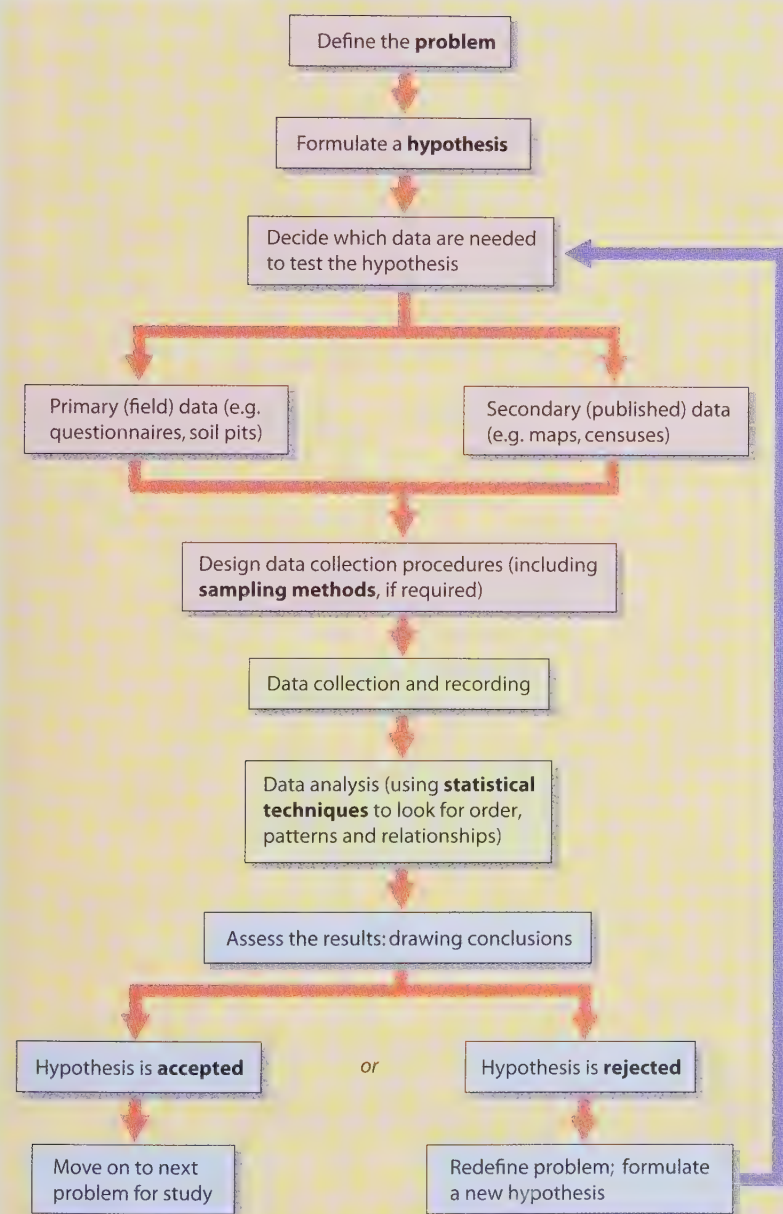 Define the problem
Formulate a hypothesis
Decide which data are needed
to test the hypothesis
Primary (field) data (e.g.
questionnaires, soil pits)
Secondary (published) data
(e.g. maps, censuses)
Design data collection procedures (including
sampling methods, if required)
Data collection and recording
Data analysis (using statistical
techniques to look for order,
patterns and relationships)
Assess the results: drawing conclusions
Hypothesis is accepted
or
Hypothesis is rejected
Move on to next
problem for study
Redefine problem; formulate
a new hypothesis